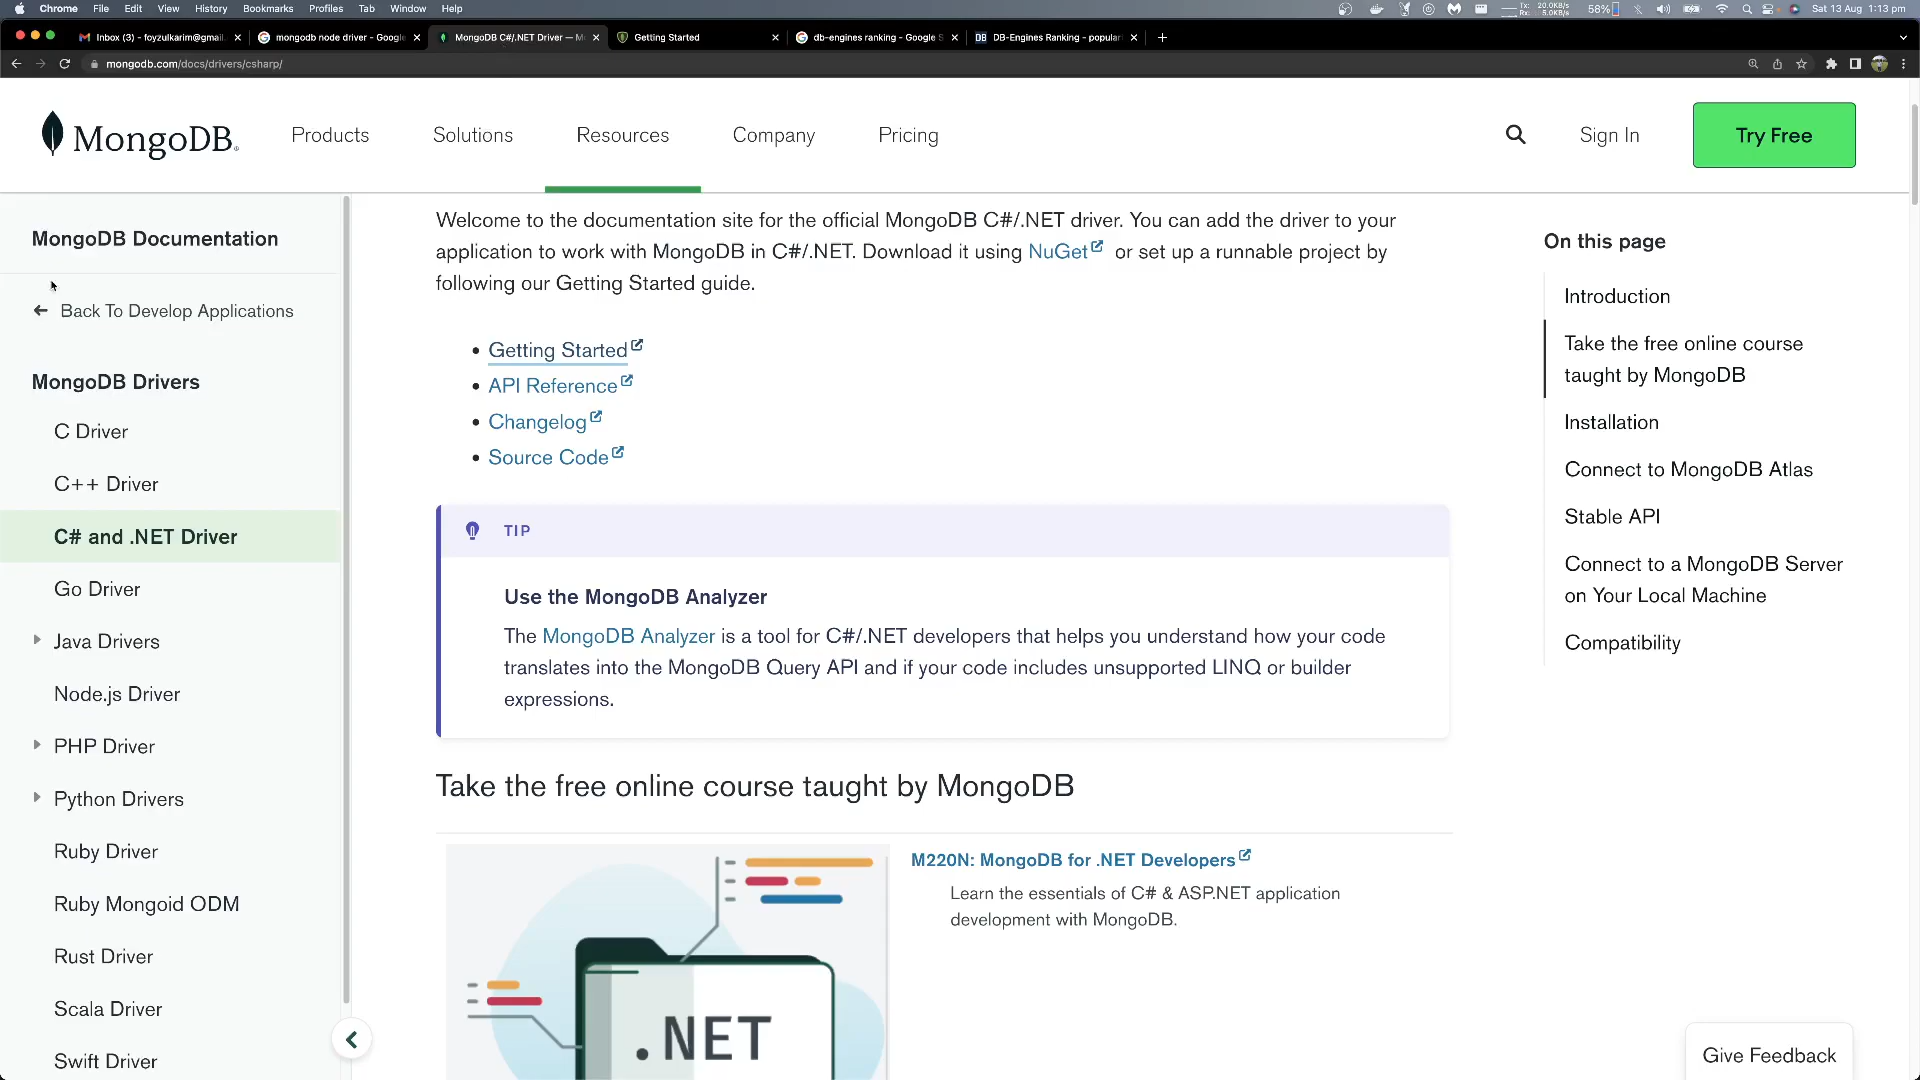 Chrome File Edit View History Bookmarks Profiles Tab Window Help
Tx: 20.0KB/s
Rx: 5.0KB/s
58% Sat 13 Aug 1:13 pm
Inbox (3) - foyzulkarim@gmail. mongodb node driver - Google MongoDB C#/.NET Driver — M Getting Started db-engines ranking - Google S DB DB-Engines Ranking - popular
mongodb.com/docs/drivers/csharp/
MongoDB Products Solutions Resources Company Pricing Sign In Try Free
MongoDB Documentation
Back To Develop Applications
MongoDB Drivers
C Driver
C++ Driver
C# and .NET Driver
Go Driver
Java Drivers
Node.js Driver
PHP Driver
Python Drivers
Ruby Driver
Ruby Mongoid ODM
Rust Driver
Scala Driver
Swift Driver
Welcome to the documentation site for the official MongoDB C#/.NET driver. You can add the driver to your
application to work with MongoDB in C#/.NET. Download it using NuGet or set up a runnable project by
following our Getting Started guide.
• Getting Started
• API Reference
• Changelog
• Source Code
TIP
Use the MongoDB Analyzer
The MongoDB Analyzer is a tool for C#/.NET developers that helps you understand how your code
translates into the MongoDB Query API and if your code includes unsupported LINQ or builder
expressions.
Take the free online course taught by MongoDB
.NET
M220N: MongoDB for .NET Developers
Learn the essentials of C# & ASP.NET application
development with MongoDB.
On this page
Introduction
Take the free online course
taught by MongoDB
Installation
Connect to MongoDB Atlas
Stable API
Connect to a MongoDB Server
on Your Local Machine
Compatibility
Give Feedback